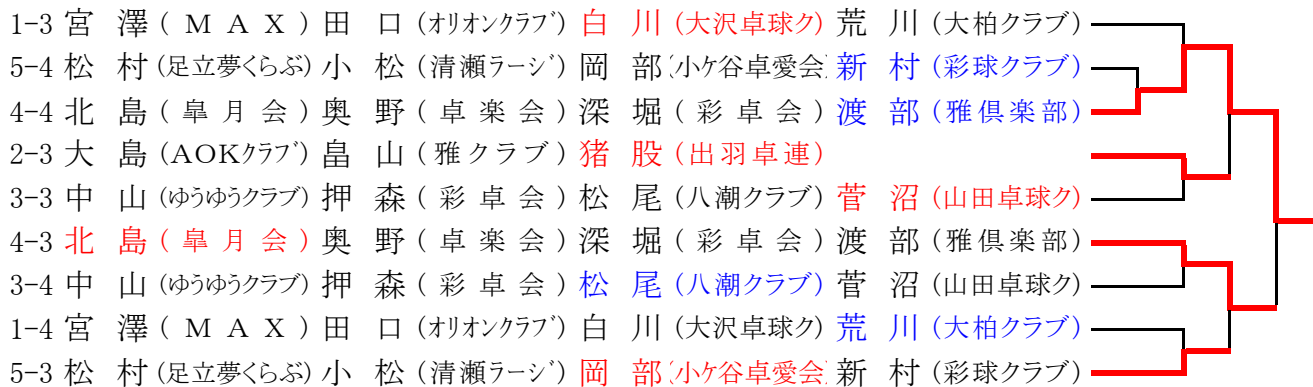 1-3 宮 澤 ( M A X ) 田 口 (オリオンクラブ) 白 川 (大沢卓球ク) 荒 川 (大柏クラブ)
5-4 松 村 (足立夢くらぶ) 小 松 (清瀬ラージ) 岡 部 (小ケ谷卓愛会) 新 村 (彩球クラブ)
4-4 北 島 ( 皐 月 会 ) 奥 野 ( 卓 楽 会 ) 深 堀 ( 彩 卓 会 ) 渡 部 (雅倶楽部)
2-3 大 島 (AOKクラブ) 畠 山 (雅クラブ) 猪 股 (出羽卓連)
3-3 中 山 (ゆうゆうクラブ) 押 森 ( 彩 卓 会 ) 松 尾 (八潮クラブ) 菅 沼 (山田卓球ク)
4-3 北 島 ( 皐 月 会 ) 奥 野 ( 卓 楽 会 ) 深 堀 ( 彩 卓 会 ) 渡 部 (雅倶楽部)
3-4 中 山 (ゆうゆうクラブ) 押 森 ( 彩 卓 会 ) 松 尾 (八潮クラブ) 菅 沼 (山田卓球ク)
1-4 宮 澤 ( M A X ) 田 口 (オリオンクラブ) 白 川 (大沢卓球ク) 荒 川 (大柏クラブ)
5-3 松 村 (足立夢くらぶ) 小 松 (清瀬ラージ) 岡 部 (小ケ谷卓愛会) 新 村 (彩球クラブ)